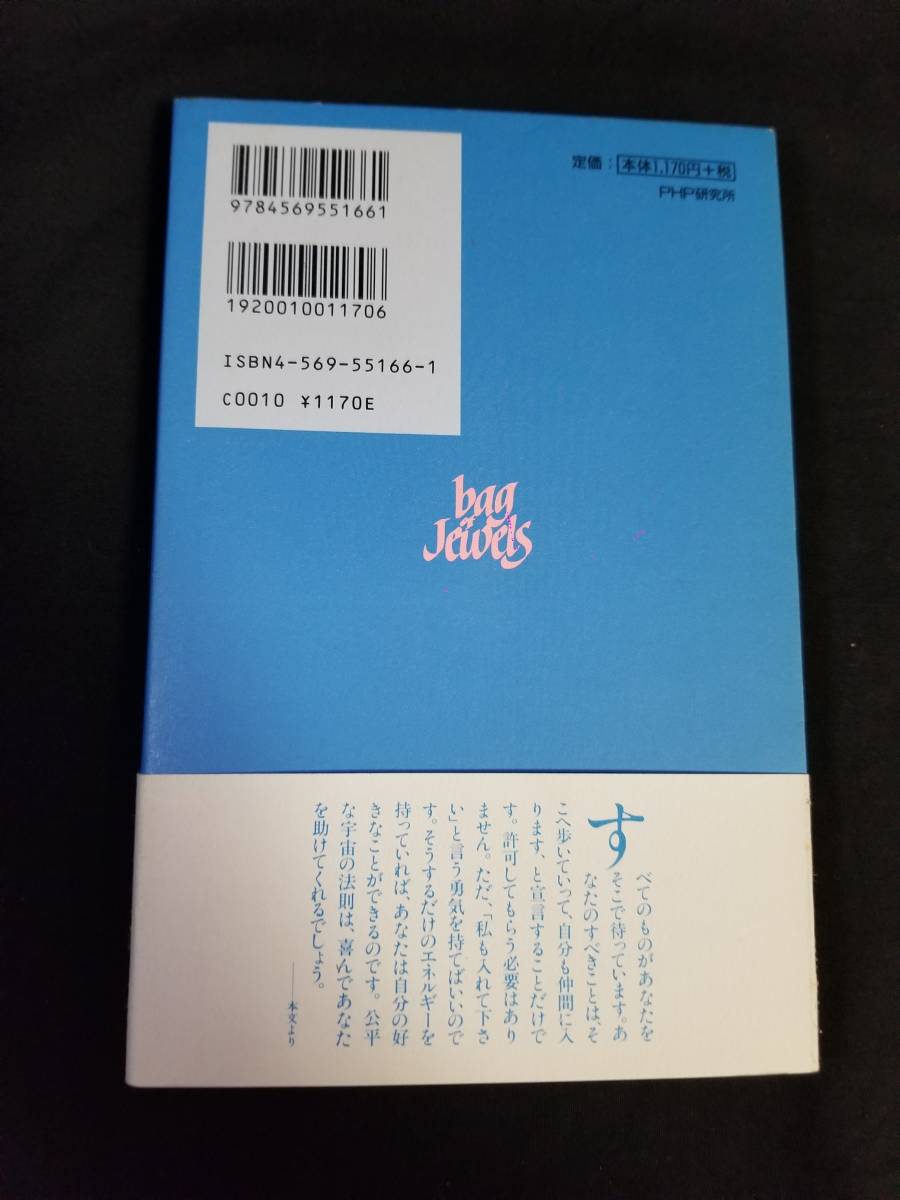 9784569551661
1920010011706
ISBN4-569-55166-1
C0010 ¥1170E
定価：本体1,170円＋税
PHP研究所
bag
of
Jewels
すべてのものがあなたを
そこで待っています。あ
なたのすべきことは、そ
こへ歩いていって、自分も仲間に入
ります、と宣言することだけで
す。許可してもらう必要はあり
ません。ただ、「私も入れて下さ
い」と言う勇気を持てばいいので
す。そうするだけのエネルギーを
持っていれば、あなたは自分の好
きなことができるのです。公平
な宇宙の法則は、喜んであなた
を助けてくれるでしょう。
――本文より